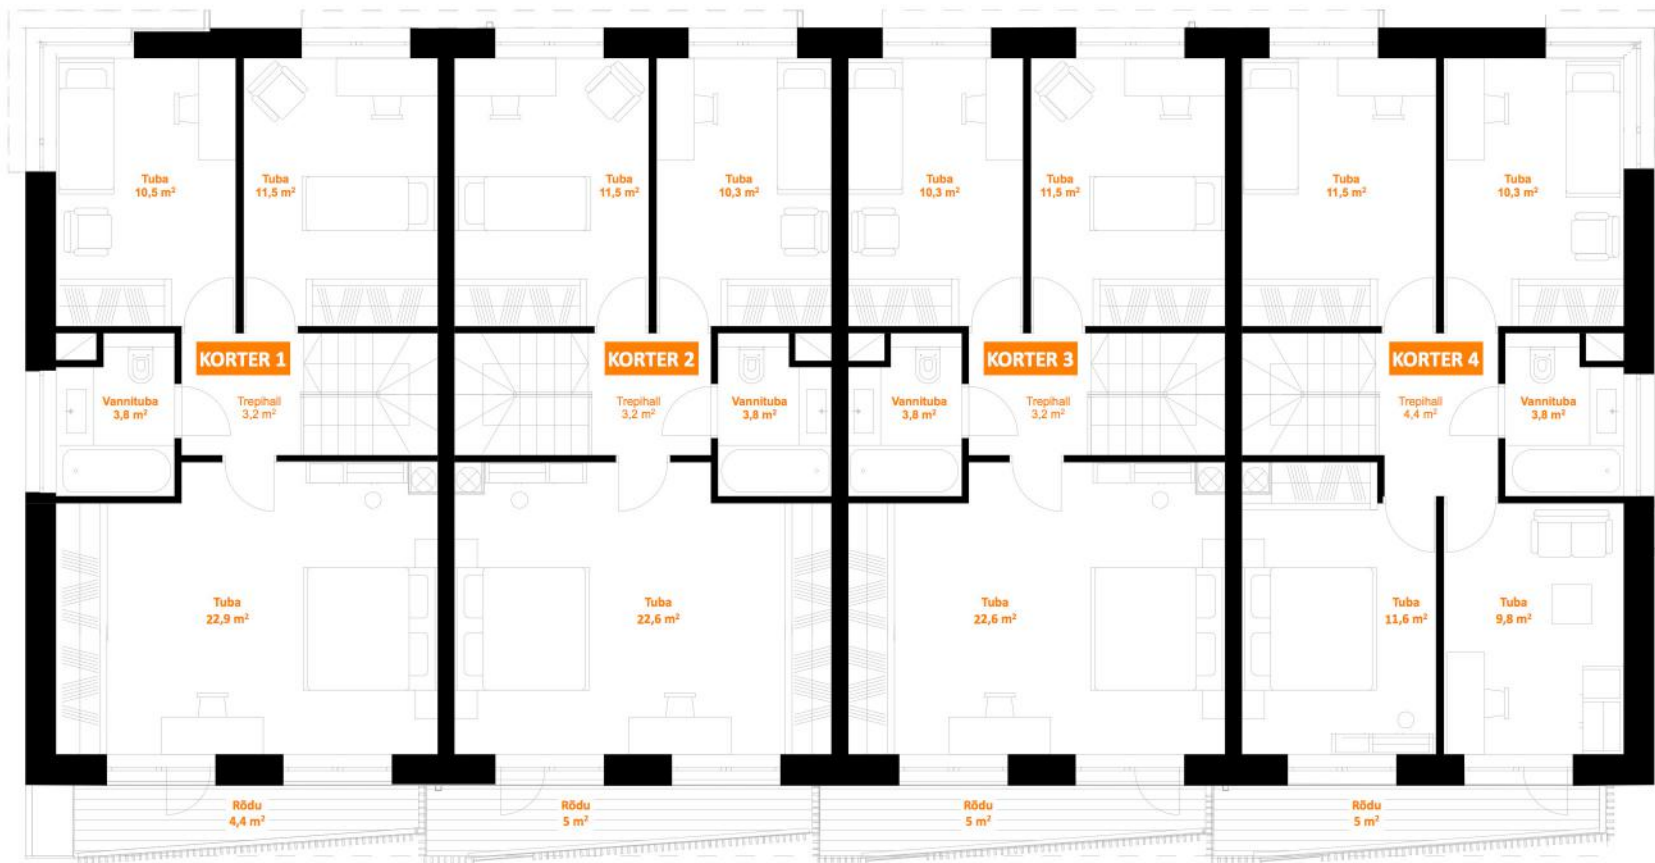 Tuba
10,5 m²
Tuba
11,5 m²
Tuba
11,5 m²
Tuba
10,3 m²
Tuba
10,3 m²
Tuba
11,5 m²
Tuba
11,5 m²
Tuba
10,3 m²
KORTER 1
KORTER 2
KORTER 3
KORTER 4
Vannituba
3,8 m²
Trepihall
3,2 m²
Trepihall
3,2 m²
Vannituba
3,8 m²
Vannituba
3,8 m²
Trepihall
3,2 m²
Trepihall
4,4 m²
Vannituba
3,8 m²
Tuba
22,9 m²
Tuba
22,6 m²
Tuba
22,6 m²
Tuba
11,6 m²
Tuba
9,8 m²
Rõdu
4,4 m²
Rõdu
5 m²
Rõdu
5 m²
Rõdu
5 m²